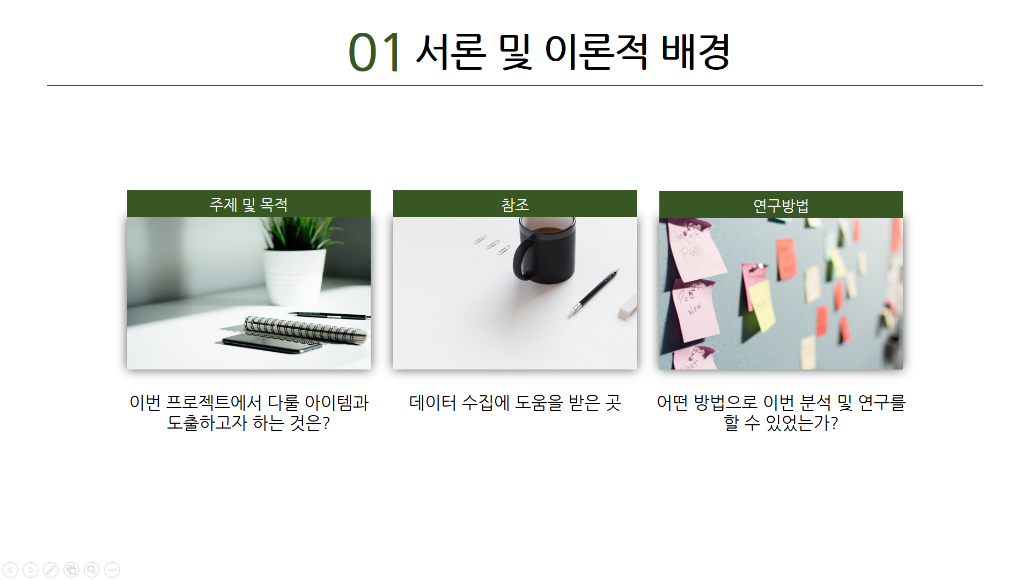 01 서론 및 이론적 배경
주제 및 목적
참조
연구방법
이번 프로젝트에서 다룰 아이템과
도출하고자 하는 것은?
데이터 수집에 도움을 받은 곳
어떤 방법으로 이번 분석 및 연구를
할 수 있었는가?